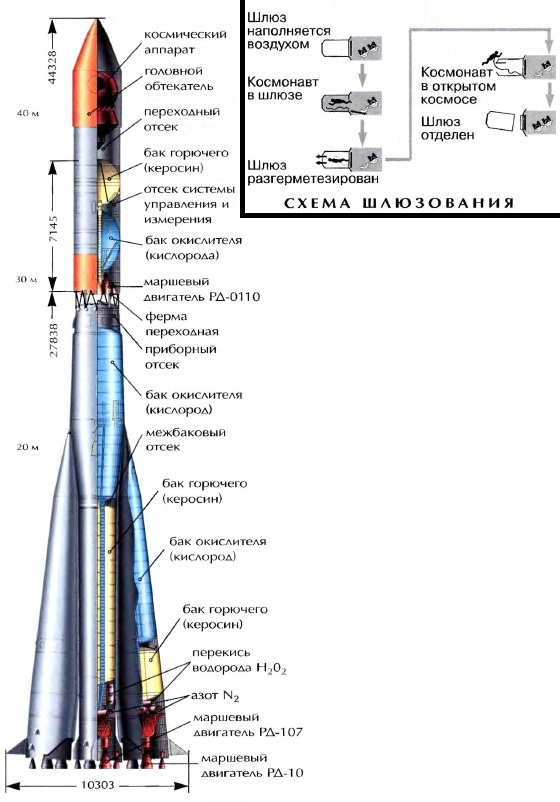 Шлюз
наполняется
воздухом
Космонавт
в шлюзе
Шлюз
разгерметезирован
Космонавт
в открытом
космосе
Шлюз
отделен
СХЕМА ШЛЮЗОВАНИЯ
44328
космический
аппарат
головной
обтекатель
40 м
переходный
отсек
бак горючего
(керосин)
отсек системы
управления и
измерения
7145
бак окислителя
(кислорода)
30 м
маршевый
двигатель РД-0110
ферма
переходная
27838
приборный
отсек
бак окислителя
(кислород)
межбаковый
отсек
20 м
бак горючего
(керосин)
бак окислителя
(кислород)
бак горючего
(керосин)
перекись
водорода H₂0₂
азот N₂
маршевый
двигатель РД-107
маршевый
двигатель РД-10
10303